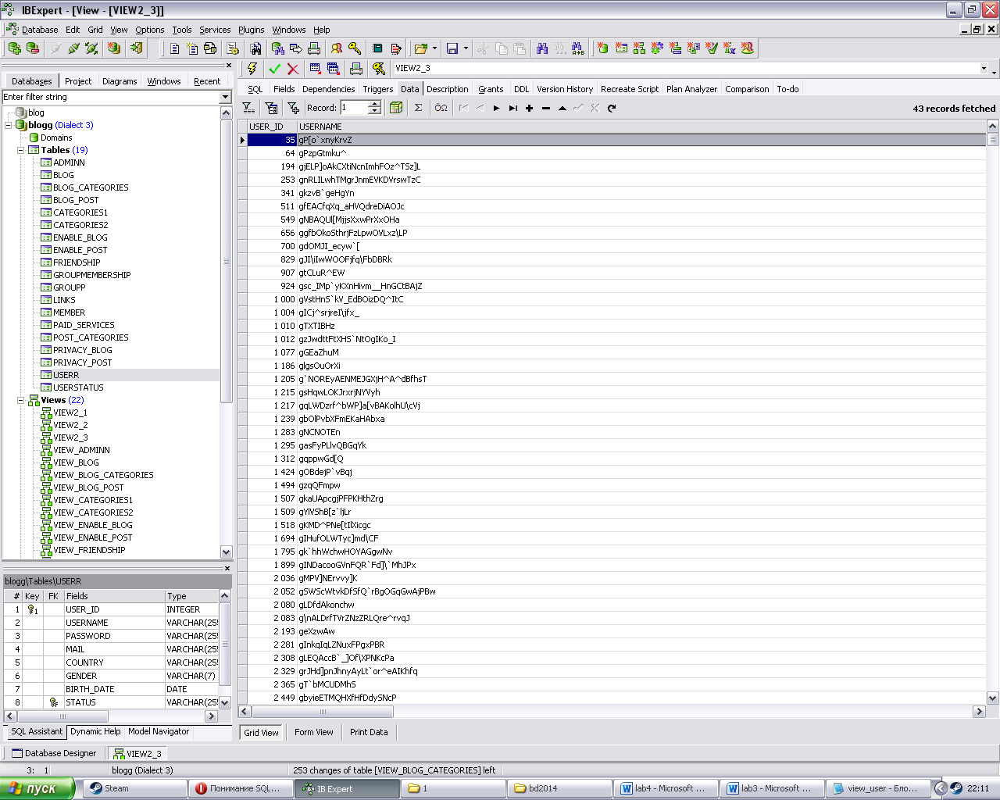 IBExpert - [View - [VIEW2_3]]
Database Edit Grid View Options Tools Services Plugins Windows Help
VIEW2_3
Databases Project Diagrams Windows Recent
SQL Fields Dependencies Triggers Data Description Grants DDL Version History Recreate Script Plan Analyzer Comparison To-do
Enter filter string
Record: 1
43 records fetched
blog
blogg (Dialect 3)
Domains
Tables (19)
ADMINN
BLOG
BLOG_CATEGORIES
BLOG_POST
CATEGORIES1
CATEGORIES2
ENABLE_BLOG
ENABLE_POST
FRIENDSHIP
GROUPMEMBERSHIP
GROUPP
LINKS
MEMBER
PAID_SERVICES
POST_CATEGORIES
PRIVACY_BLOG
PRIVACY_POST
USERR
USERSTATUS
Views (22)
VIEW2_1
VIEW2_2
VIEW2_3
VIEW_ADMINN
VIEW_BLOG
VIEW_BLOG_CATEGORIES
VIEW_BLOG_POST
VIEW_CATEGORIES1
VIEW_CATEGORIES2
VIEW_ENABLE_BLOG
VIEW_ENABLE_POST
VIEW_FRIENDSHIP
USER_ID USERNAME
35 gP[o`xnyKrvZ
64 gPzpGtmku^
194 gjELP]oAkCXtiNcnImhFOz^TSz]L
253 gnRLILwhTMgrJnmEVKDVrswTzC
341 gkzvB`geHgYn
511 gfEACfqXq_aHVQdreDiAOJc
549 gNBAQUl[MjjsXxwPrXxOHa
656 ggfbOkoSthrjFzLpwOVLxz\LP
700 gdOMJI_ecyw`[
829 gJI\iIwWOOFjfq\FbDBRk
907 gtCLuR^EW
924 gsc_IMp`yKXnHivm__HnGCtBAjZ
1 000 gVstHnS`kV_EdBOizDQ^ItC
1 004 gICj^srjreI\jfx_
1 010 gTXTIBHz
1 012 gzJwdttFtXHS`NtOgIKo_I
1 077 gGEaZhuM
1 186 glgsOuOrXi
1 205 g`NOREyAENMEJGXjH^A^dBfhsT
1 215 gsHqwLOKJrxrjNYVyh
1 217 gqLWDzrf^bWP]a[vBAKolhU\cVj
1 239 gbOlPvbXFmEKaHAbxa
1 283 gNCNOTEn
1 295 gasFyPLlvQBGqYk
1 312 gqppwGd[Q
1 424 gOBdejP`vBqj
1 494 gzqQFmpw
1 507 gkaUApcgjPFPKHthZrg
1 509 gYlVShB[z`ljLr
1 518 gKMD^PNe[tIlXicgc
1 694 gIHufOLWTyc]md\CF
1 795 gk`hhWchwHOYAGgwNv
1 899 gINDacooGVnFQR`Fd]\`MhJPx
2 036 gMPV]NErvvy]K
2 052 gSWScWtvkDfSfQ`rBgOGqGwAjPBw
2 080 gLDfdAkonchw
2 083 g\nALDrfTVrZNzZRLQre^rvqJ
2 193 geXzwAw
2 281 gInkqIqLZNuxFPgxPBR
2 308 gLEQAccB`_]Of\XPNKcPa
2 329 grJHd]pnJhnyAyLt`or^eAIKhfq
2 365 gT`bMCUDMhS
2 449 gbyieETMQHXfHfDdySNcP
blogg\Tables\USERR
# Key FK Fields Type
1 1 USER_ID INTEGER
2 USERNAME VARCHAR(255
3 PASSWORD VARCHAR(255
4 MAIL VARCHAR(255
5 COUNTRY VARCHAR(255
6 GENDER VARCHAR(7)
7 BIRTH_DATE DATE
8 F STATUS VARCHAR(255
SQL Assistant Dynamic Help Model Navigator
Grid View Form View Print Data
Database Designer VIEW2_3
3: 1 blogg (Dialect 3) 253 changes of table [VIEW_BLOG_CATEGORIES] left
пуск Steam Понимание SQL... IB Expert 1 bd2014 lab4 - Microsoft ... lab3 - Microsoft ... view_user - Бло... 22:11